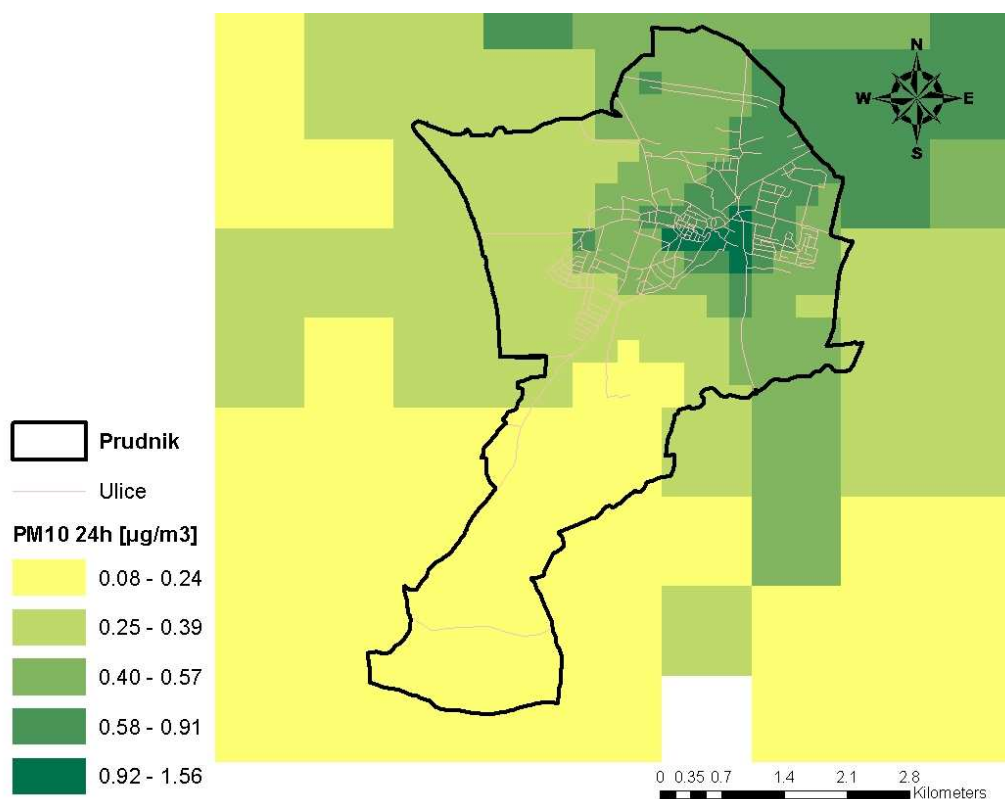 N
W E
S
Prudnik
Ulice
PM10 24h [µg/m3]
0.08 - 0.24
0.25 - 0.39
0.40 - 0.57
0.58 - 0.91
0.92 - 1.56
0 0.35 0.7 1.4 2.1 2.8
Kilometers